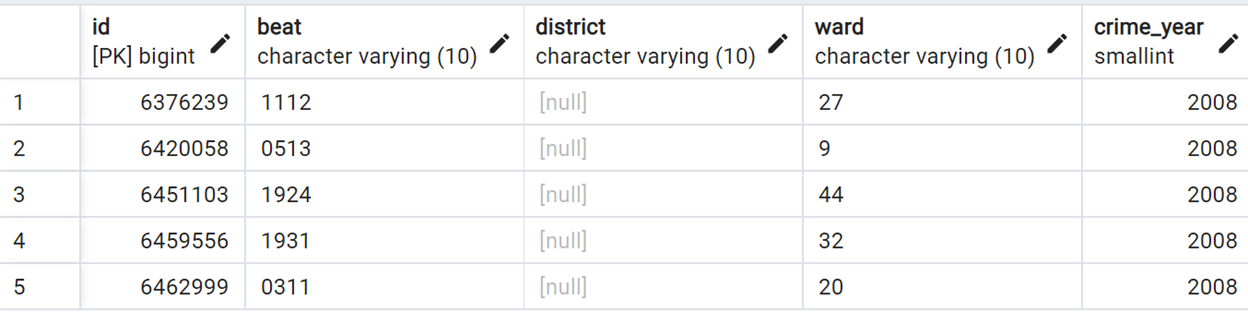 id beat district ward crime_year
[PK] bigint character varying (10) character varying (10) character varying (10) smallint
1 6376239 1112 [null] 27 2008
2 6420058 0513 [null] 9 2008
3 6451103 1924 [null] 44 2008
4 6459556 1931 [null] 32 2008
5 6462999 0311 [null] 20 2008